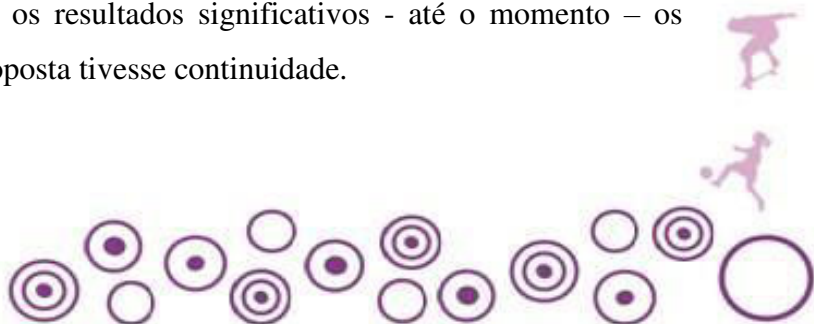 os resultados significativos - até o momento – os
oposta tivesse continuidade.